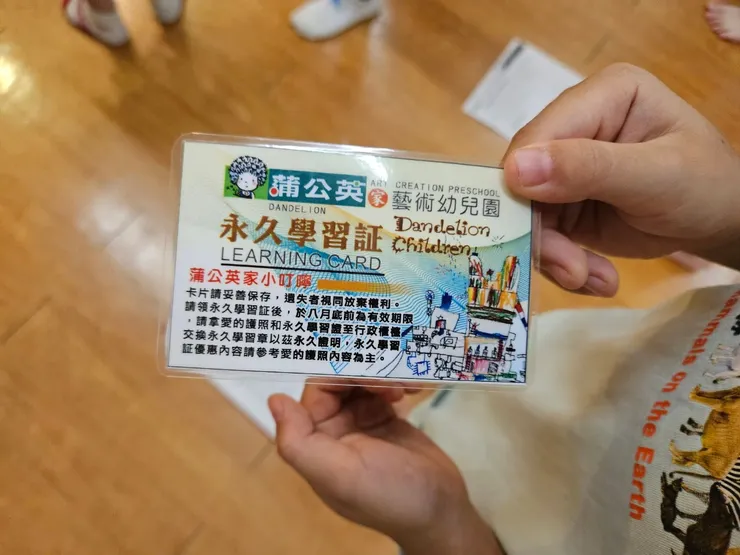 蒲公英
ART CREATION PRESCHOOL
家 藝術幼兒園
DANDELION
永久學習証
Dandelion
Children
LEARNING CARD
蒲公英家小叮嚀
卡片請妥善保存，遺失者視同放棄權利。
請領永久學習証後，於八月底前為有效期限
，請拿愛的護照和永久學習證至行政櫃檯
交換永久學習章以茲永久證明，永久學習
証優惠內容請參考愛的護照內容為主。
mammals on the Earth